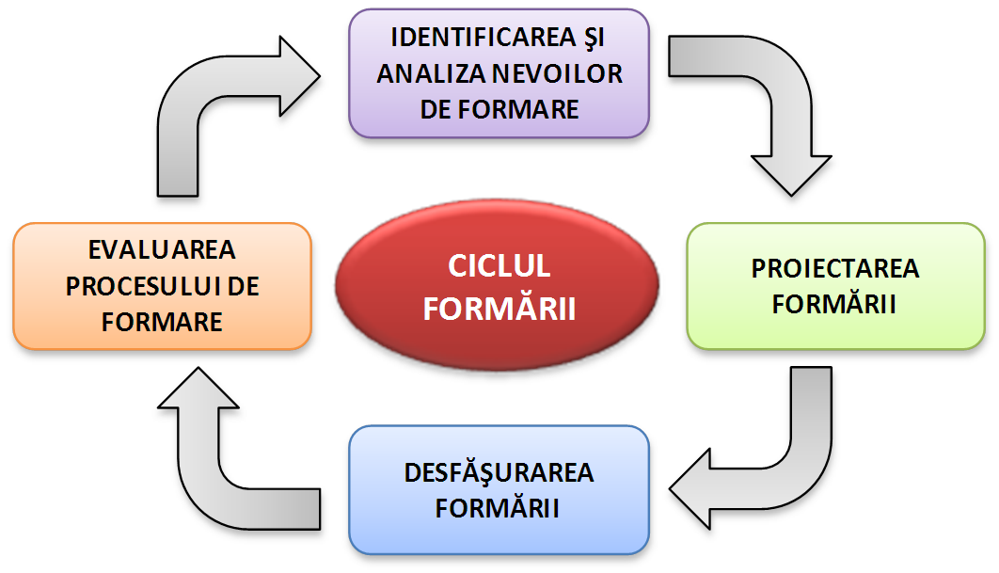 IDENTIFICAREA ŞI
ANALIZA NEVOILOR
DE FORMARE
EVALUAREA
PROCESULUI DE
FORMARE
CICLUL
FORMĂRII
PROIECTAREA
FORMĂRII
DESFĂŞURAREA
FORMĂRII